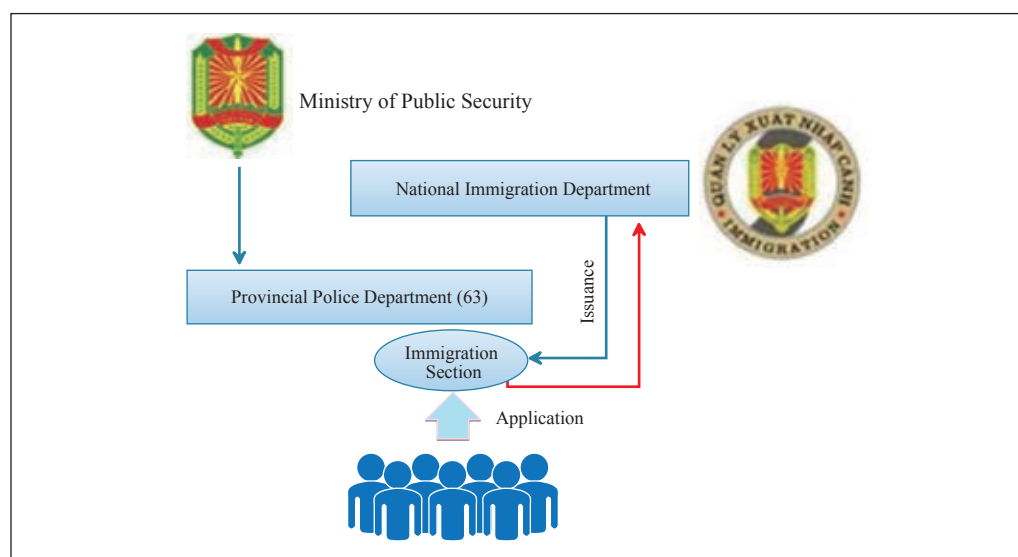 Ministry of Public Security
National Immigration Department
QUAN LY XUAT NHAP CANH
IMMIGRATION
Provincial Police Department (63)
Issuance
Immigration
Section
Application